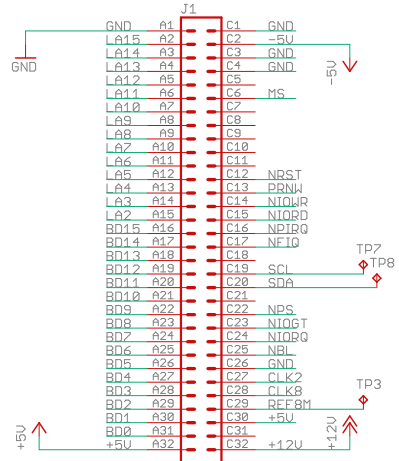 J1
GND A1 C1 GND
LA15 A2 C2 -5V
LA14 A3 C3 GND
LA13 A4 C4 GND
GND
-5V
LA12 A5 C5
LA11 A6 C6 MS
LA10 A7 C7
LA9 A8 C8
LA8 A9 C9
LA7 A10 C10
LA6 A11 C11
LA5 A12 C12 NRST
LA4 A13 C13 PRNW
LA3 A14 C14 NIOWR
LA2 A15 C15 NIORD
BD15 A16 C16 NPIRQ
BD14 A17 C17 NFIQ
TP7
BD13 A18 C18
TP8
BD12 A19 C19 SCL
BD11 A20 C20 SDA
BD10 A21 C21
BD9 A22 C22 NPS
BD8 A23 C23 NIOGT
BD7 A24 C24 NIORQ
BD6 A25 C25 NBL
BD5 A26 C26 GND
BD4 A27 C27 CLK2
TP3
BD3 A28 C28 CLK8
BD2 A29 C29 REF8M
BD1 A30 C30 +5V
BD0 A31 C31
+5V A32 C32 +12V
+5V
+12V